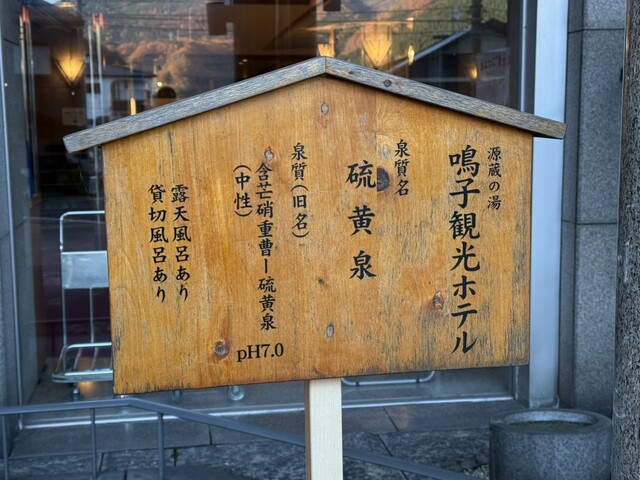 源蔵の湯
鳴子観光ホテル
泉質名
硫黄泉
泉質(旧名)
含芒硝重曹ー硫黄泉
(中性)
pH7.0
露天風呂あり
貸切風呂あり